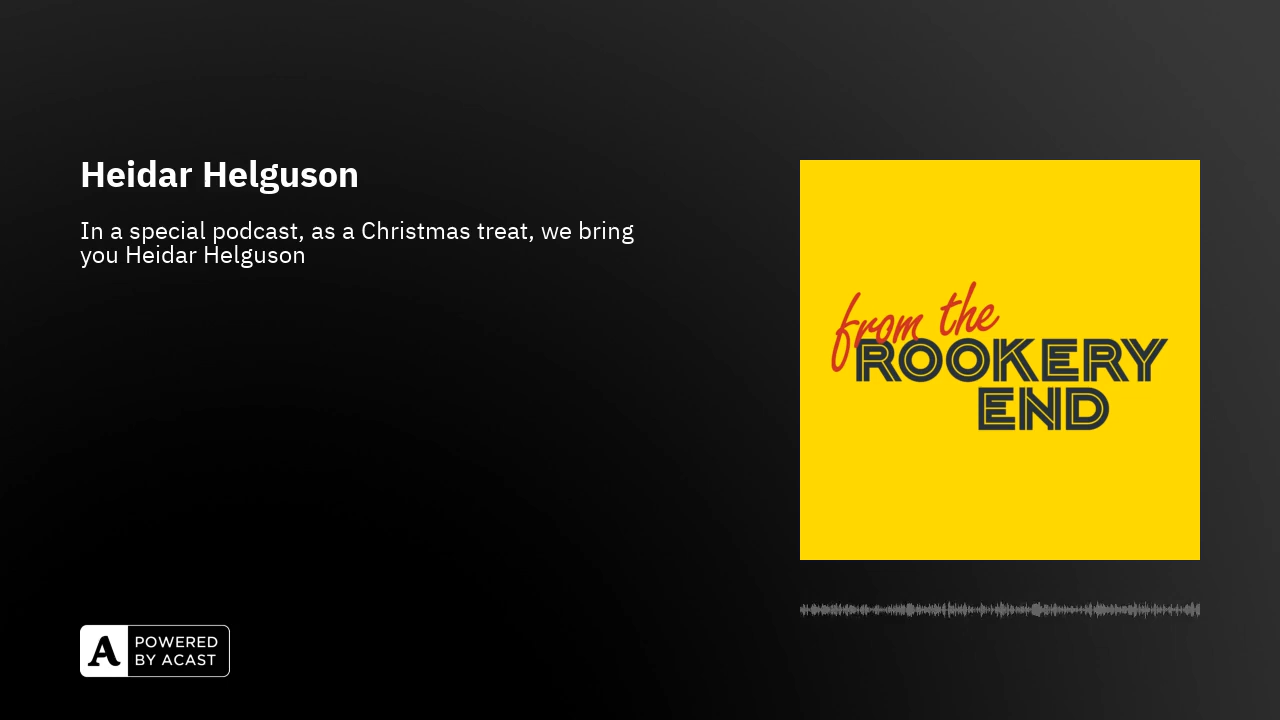 Heidar Helguson
In a special podcast, as a Christmas treat, we bring
you Heidar Helguson
from the
ROOKERY
END
A
POWERED
BY ACAST